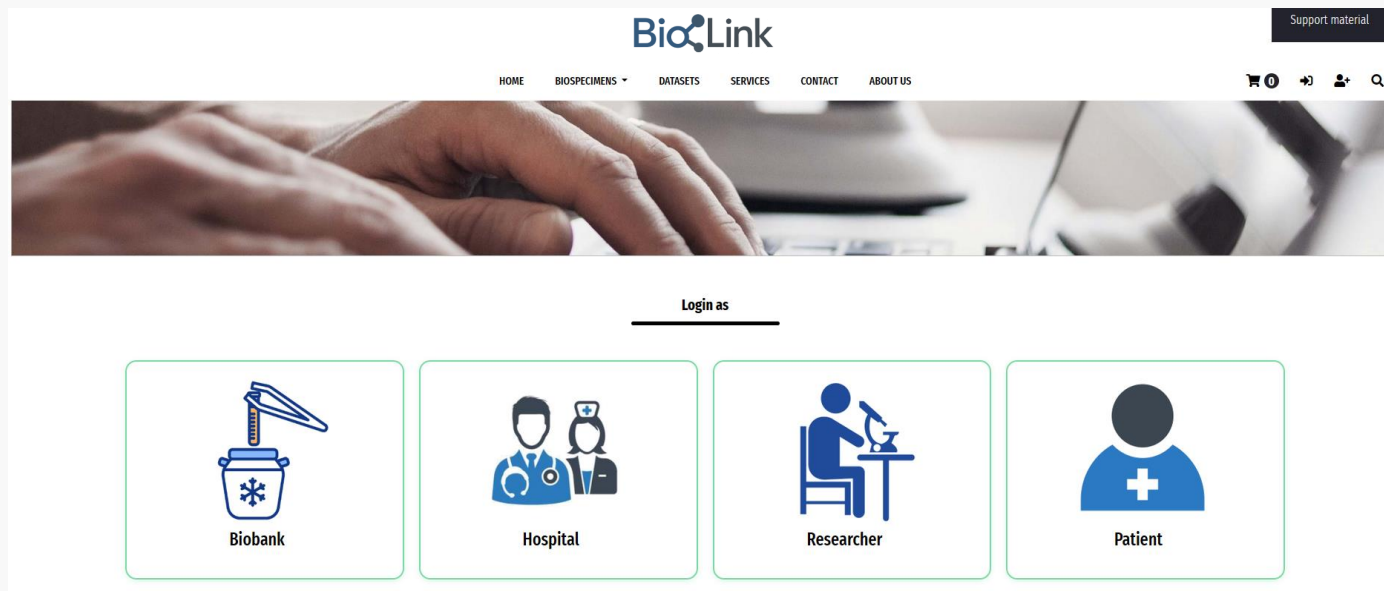 BioLink
Support material
HOME BIOSPECIMENS DATASETS SERVICES CONTACT ABOUT US
0
Login as
Biobank Hospital Researcher Patient